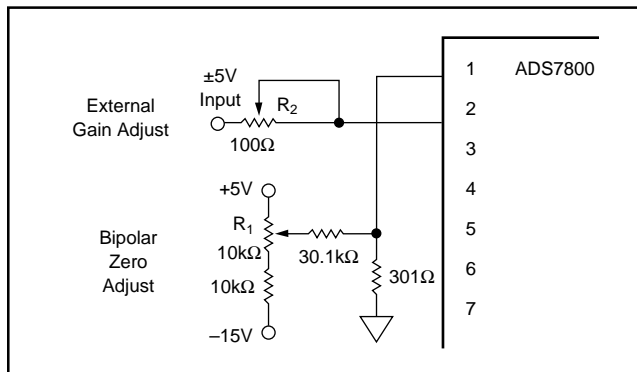 ±5V
Input
External
Gain Adjust
R₂
100Ω
1 ADS7800
2
3
4
5
6
7
+5V
R₁
10kΩ
Bipolar
Zero
Adjust
30.1kΩ
10kΩ
301Ω
–15V